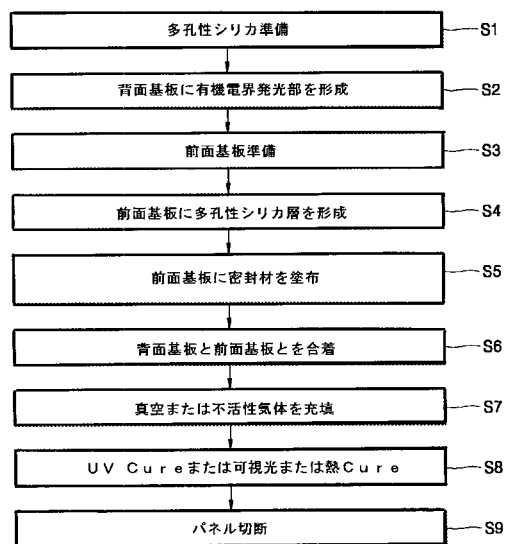 多孔性シリカ準備 S1
背面基板に有機電界発光部を形成 S2
前面基板準備 S3
前面基板に多孔性シリカ層を形成 S4
前面基板に密封材を塗布 S5
背面基板と前面基板とを合着 S6
真空または不活性気体を充填 S7
UV Cureまたは可視光または熱Cure S8
パネル切断 S9